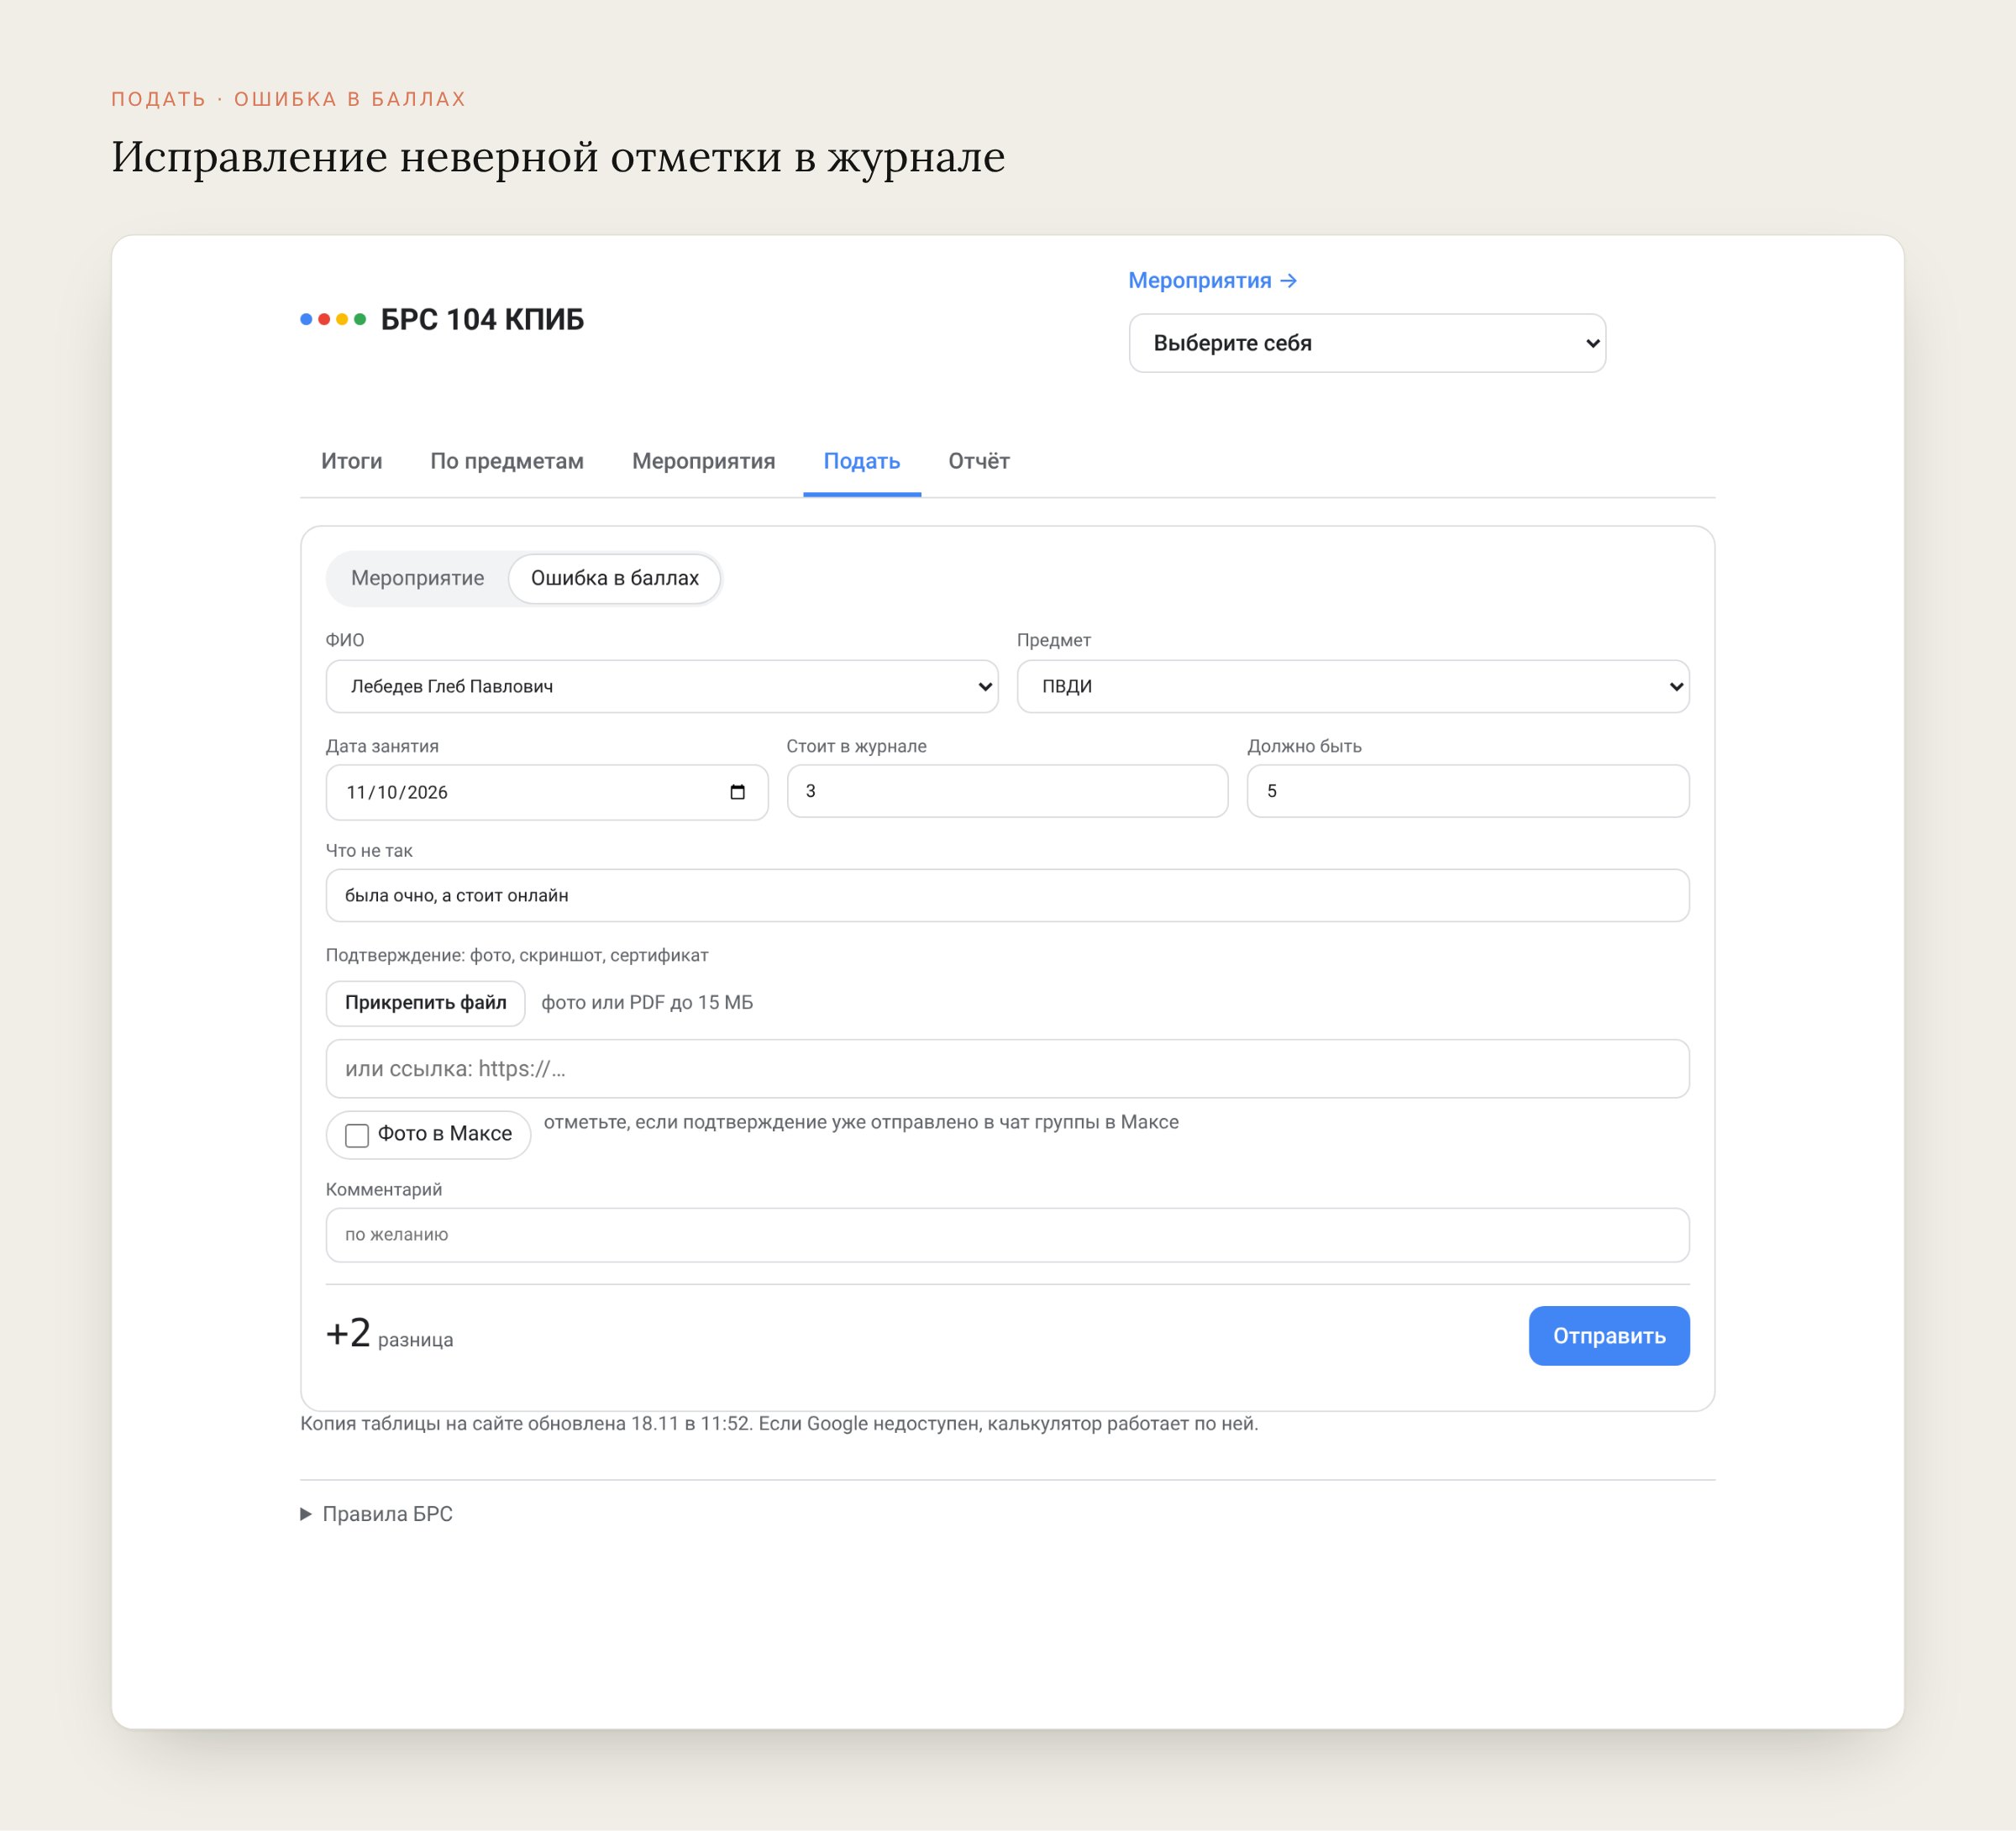 ПОДАТЬ · ОШИБКА В БАЛЛАХ
Исправление неверной отметки в журнале
Мероприятия →
БРС 104 КПИБ
Выберите себя
Итоги По предметам Мероприятия Подать Отчёт
Мероприятие Ошибка в баллах
ФИО Предмет
Лебедев Глеб Павлович ПВДИ
Дата занятия Стоит в журнале Должно быть
11/10/2026 3 5
Что не так
была очно, а стоит онлайн
Подтверждение: фото, скриншот, сертификат
Прикрепить файл фото или PDF до 15 МБ
или ссылка: https://…
Фото в Максе отметьте, если подтверждение уже отправлено в чат группы в Максе
Комментарий
по желанию
+2 разница Отправить
Копия таблицы на сайте обновлена 18.11 в 11:52. Если Google недоступен, калькулятор работает по ней.
▶ Правила БРС